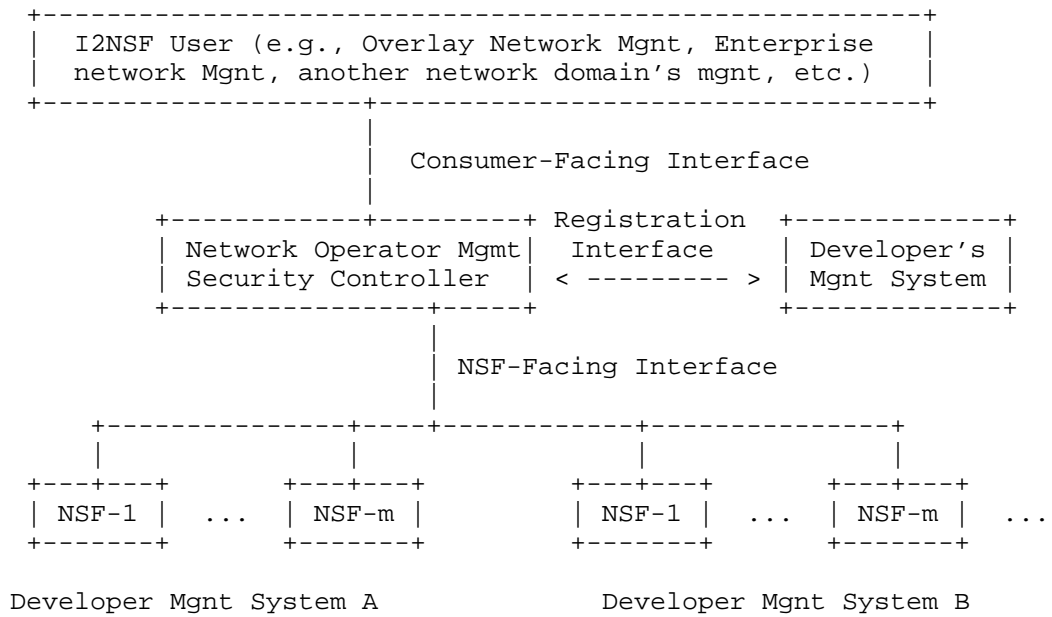 I2NSF User (e.g., Overlay Network Mgnt, Enterprise
network Mgnt, another network domain's mgnt, etc.)
Consumer-Facing Interface
Registration
Network Operator Mgmt Interface Developer's
Security Controller < --------- > Mgnt System
NSF-Facing Interface
NSF-1 ... NSF-m NSF-1 ... NSF-m ...
Developer Mgnt System A Developer Mgnt System B